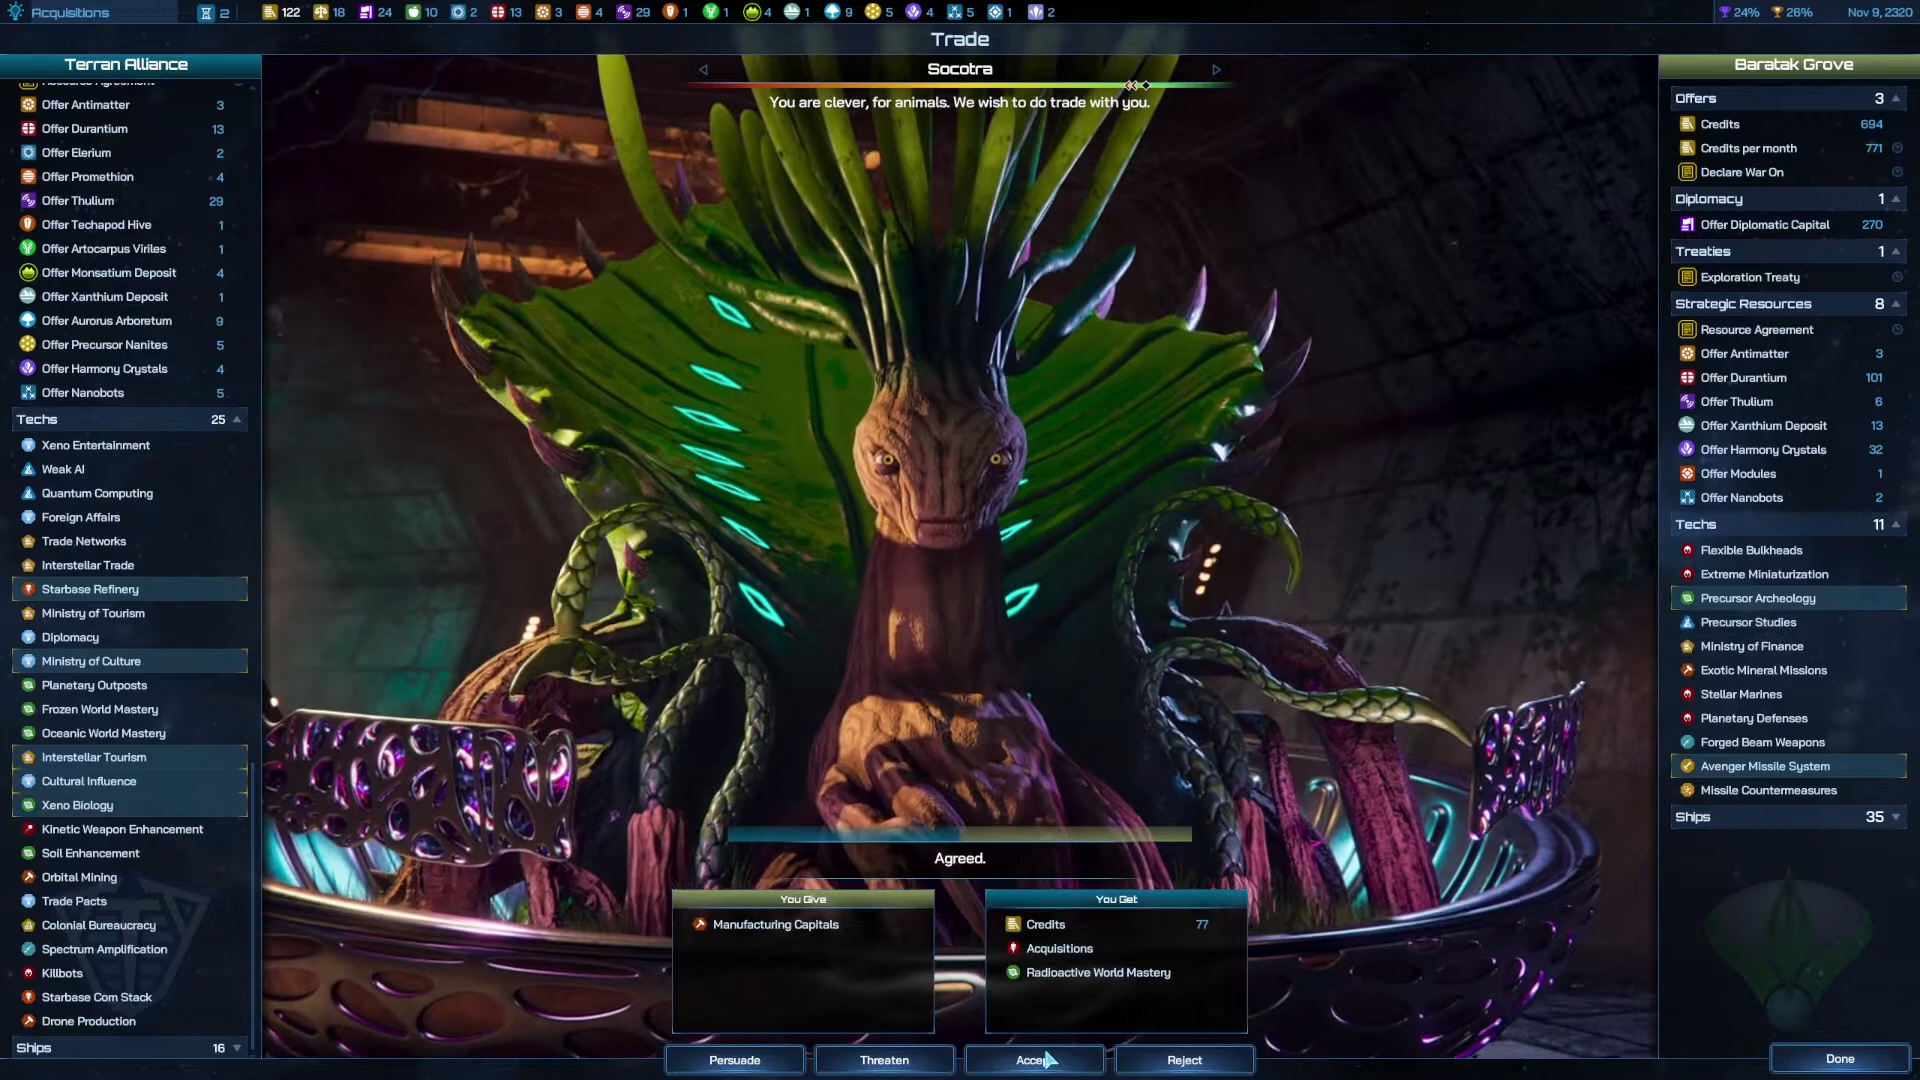 Acquisitions
2
122
18
24
10
2
13
3
4
29
1
1
4
1
9
5
4
5
1
2
24%
26%
Nov 9, 2320
Trade
Terran Alliance
Resource Agreement
Offer Antimatter 3
Offer Durantium 13
Offer Elerium 2
Offer Promethion 4
Offer Thulium 29
Offer Techapod Hive 1
Offer Artocarpus Viriles 1
Offer Monsatium Deposit 4
Offer Xanthium Deposit 1
Offer Aurorus Arboretum 9
Offer Precursor Nanites 5
Offer Harmony Crystals 4
Offer Nanobots 5
Techs 25
Xeno Entertainment
Weak AI
Quantum Computing
Foreign Affairs
Trade Networks
Interstellar Trade
Starbase Refinery
Ministry of Tourism
Diplomacy
Ministry of Culture
Planetary Outposts
Frozen World Mastery
Oceanic World Mastery
Interstellar Tourism
Cultural Influence
Xeno Biology
Kinetic Weapon Enhancement
Soil Enhancement
Orbital Mining
Trade Pacts
Colonial Bureaucracy
Spectrum Amplification
Killbots
Starbase Com Stack
Drone Production
Ships 16
Socotra
You are clever, for animals. We wish to do trade with you.
Agreed.
You Give
Manufacturing Capitals
You Get
Credits 77
Acquisitions
Radioactive World Mastery
Persuade
Threaten
Accept
Reject
Baratak Grove
Offers 3
Credits 694
Credits per month 771
Declare War On
Diplomacy 1
Offer Diplomatic Capital 270
Treaties 1
Exploration Treaty
Strategic Resources 8
Resource Agreement
Offer Antimatter 3
Offer Durantium 101
Offer Thulium 6
Offer Xanthium Deposit 13
Offer Harmony Crystals 32
Offer Modules 1
Offer Nanobots 2
Techs 11
Flexible Bulkheads
Extreme Miniaturization
Precursor Archeology
Precursor Studies
Ministry of Finance
Exotic Mineral Missions
Stellar Marines
Planetary Defenses
Forged Beam Weapons
Avenger Missile System
Missile Countermeasures
Ships 35
Done